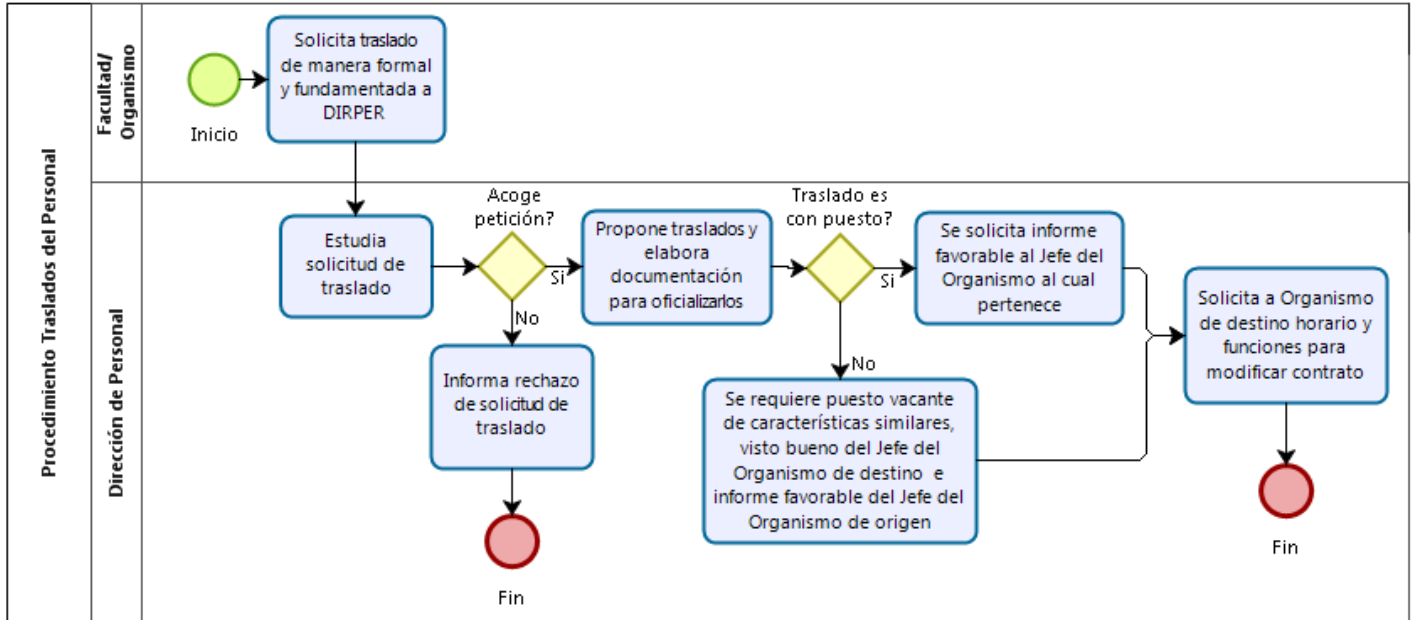 Procedimiento Traslados del Personal
Facultad/
Organismo
Inicio
Solicita traslado
de manera formal
y fundamentada a
DIRPER
Dirección de Personal
Estudia
solicitud de
traslado
Acoge
petición?
Si
No
Informa rechazo
de solicitud de
traslado
Fin
Propone traslados y
elabora
documentación
para oficializarlos
Traslado es
con puesto?
Si
No
Se solicita informe
favorable al Jefe del
Organismo al cual
pertenece
Se requiere puesto vacante
de características similares,
visto bueno del Jefe del
Organismo de destino e
informe favorable del Jefe del
Organismo de origen
Solicita a Organismo
de destino horario y
funciones para
modificar contrato
Fin